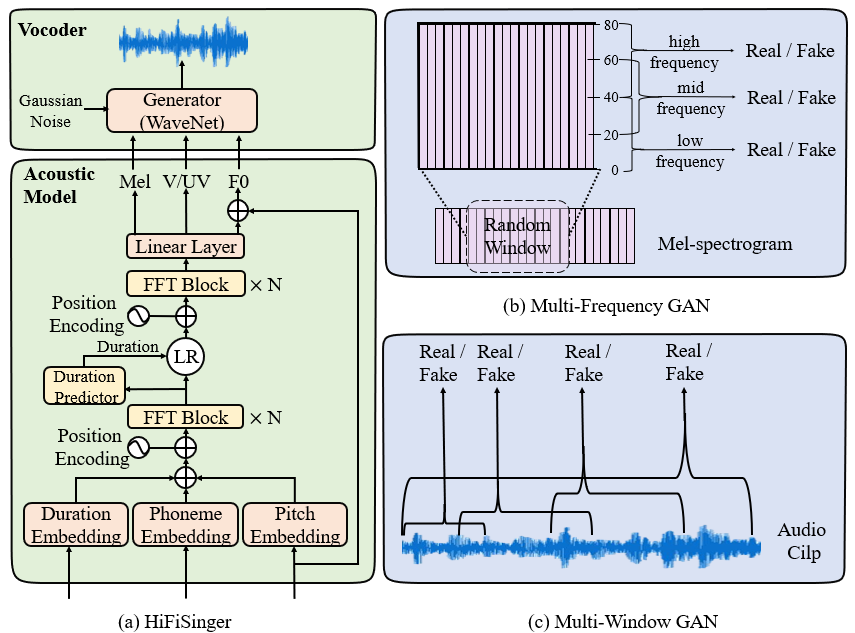 Vocoder
Gaussian
Noise
Generator
(WaveNet)
Acoustic
Model
Mel
V/UV
F0
Linear Layer
FFT Block
× N
Position
Encoding
Duration
LR
Duration
Predictor
FFT Block
× N
Position
Encoding
Duration
Embedding
Phoneme
Embedding
Pitch
Embedding
(a) HiFiSinger
80
60
40
20
0
high
frequency
Real / Fake
mid
frequency
Real / Fake
low
frequency
Real / Fake
Random
Window
Mel-spectrogram
(b) Multi-Frequency GAN
Real /
Fake
Real /
Fake
Real /
Fake
Real /
Fake
Audio
Cilp
(c) Multi-Window GAN